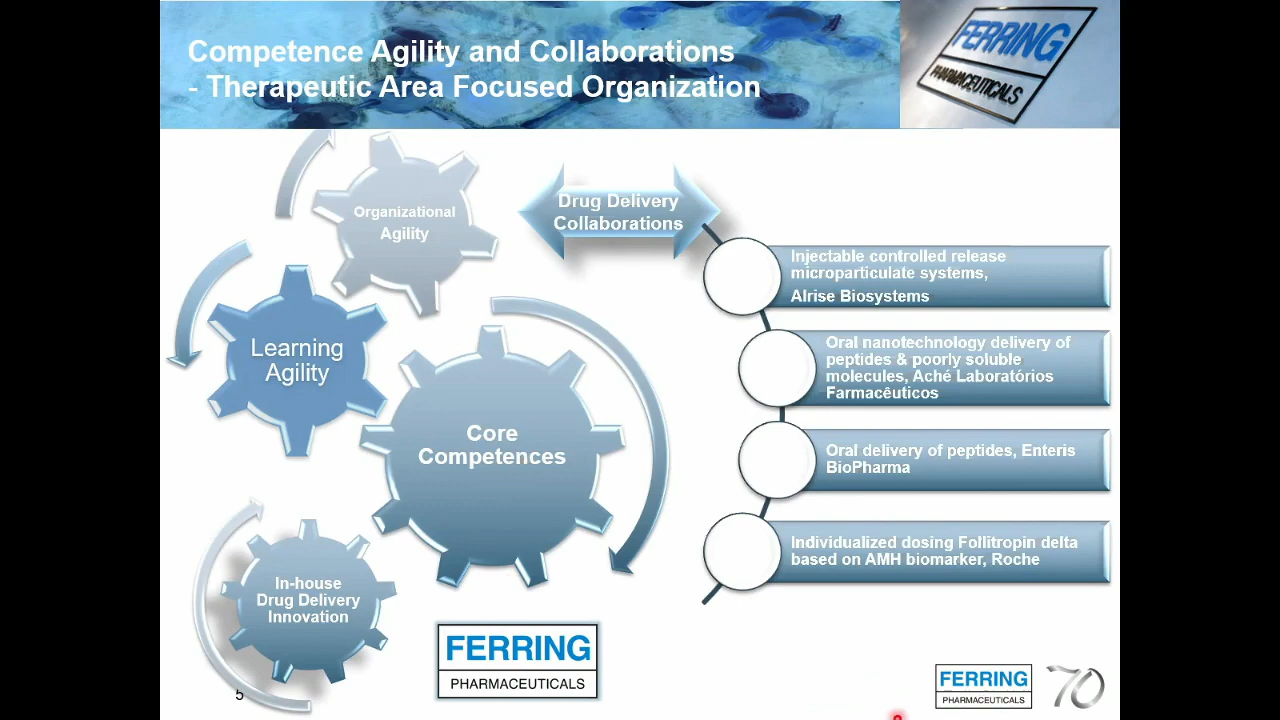 Competence Agility and Collaborations
- Therapeutic Area Focused Organization
FERRING
PHARMACEUTICALS
Organizational
Agility
Learning
Agility
Core
Competences
In-house
Drug Delivery
Innovation
Drug Delivery
Collaborations
Injectable controlled release
microparticulate systems,
Alrise Biosystems
Oral nanotechnology delivery of
peptides & poorly soluble
molecules, Aché Laboratórios
Farmacêuticos
Oral delivery of peptides, Enteris
BioPharma
Individualized dosing Follitropin delta
based on AMH biomarker, Roche
FERRING
PHARMACEUTICALS
5
FERRING
PHARMACEUTICALS
70